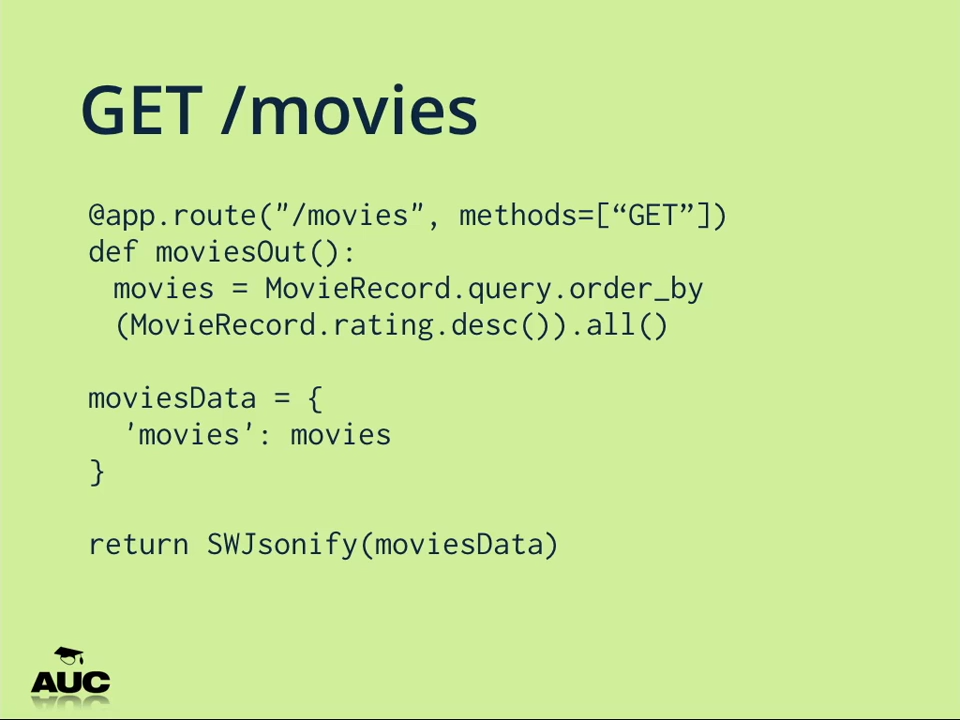 GET /movies
@app.route("/movies", methods=[“GET”])
def moviesOut():
movies = MovieRecord.query.order_by
(MovieRecord.rating.desc()).all()
moviesData = {
'movies': movies
}
return SWJsonify(moviesData)
AUC